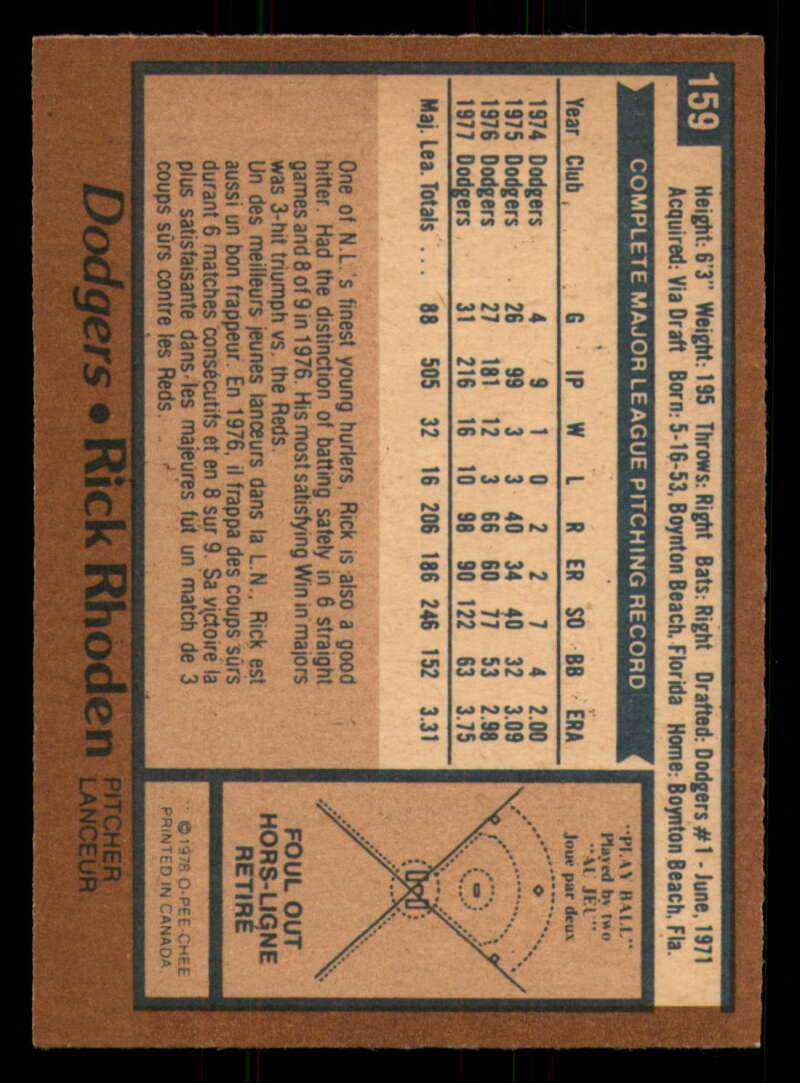 159
Height: 6'3" Weight: 195 Throws: Right Bats: Right Drafted: Dodgers #1 - June, 1971
Acquired: Via Draft Born: 5-16-53, Boynton Beach, Florida Home: Boynton Beach, Fla.
COMPLETE MAJOR LEAGUE PITCHING RECORD
Year Club G IP W L R ER SO BB ERA
1974 Dodgers 4 9 1 0 2 2 7 4 2.00
1975 Dodgers 26 99 3 3 40 34 40 32 3.09
1976 Dodgers 27 181 12 3 66 60 77 53 2.98
1977 Dodgers 31 216 16 10 98 90 122 63 3.75
Maj. Lea. Totals ... 88 505 32 16 206 186 246 152 3.31
One of N.L.'s finest young hurlers, Rick is also a good
hitter. Had the distinction of batting safely in 6 straight
games and 8 of 9 in 1976. His most satisfying Win in majors
was 3-hit triumph vs. the Reds.
Un des meilleurs jeunes lanceurs dans la L.N., Rick est
aussi un bon frappeur. En 1976, il frappa des coups sûrs
durant 6 matches consécutifs et en 8 sur 9. Sa victoire la
plus satisfaisante dans les majeures fut un match de 3
coups sûrs contre les Reds.
"PLAY BALL"
Played by two
"AU JEU"
Joué par deux
FOUL OUT
HORS-LIGNE
RETIRÉ
© 1978 O-PEE-CHEE
PRINTED IN CANADA
Dodgers • Rick Rhoden PITCHER
LANCEUR